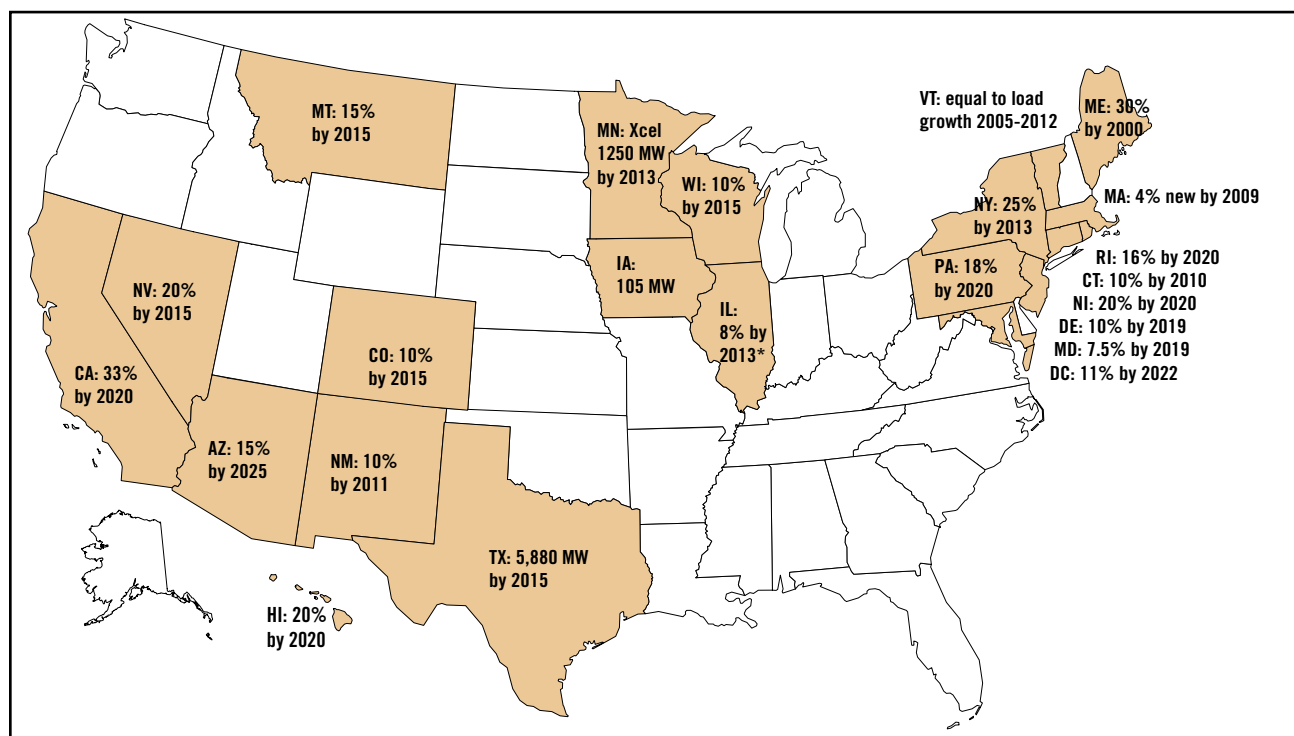 MT: 15%
by 2015
MN: Xcel
1250 MW
by 2013
WI: 10%
by 2015
VT: equal to load
growth 2005-2012
ME: 30%
by 2000
MA: 4% new by 2009
NY: 25%
by 2013
RI: 16% by 2020
CT: 10% by 2010
NI: 20% by 2020
DE: 10% by 2019
MD: 7.5% by 2019
DC: 11% by 2022
PA: 18%
by 2020
IA:
105 MW
IL:
8% by
2013*
NV: 20%
by 2015
CO: 10%
by 2015
CA: 33%
by 2020
AZ: 15%
by 2025
NM: 10%
by 2011
TX: 5,880 MW
by 2015
HI: 20%
by 2020